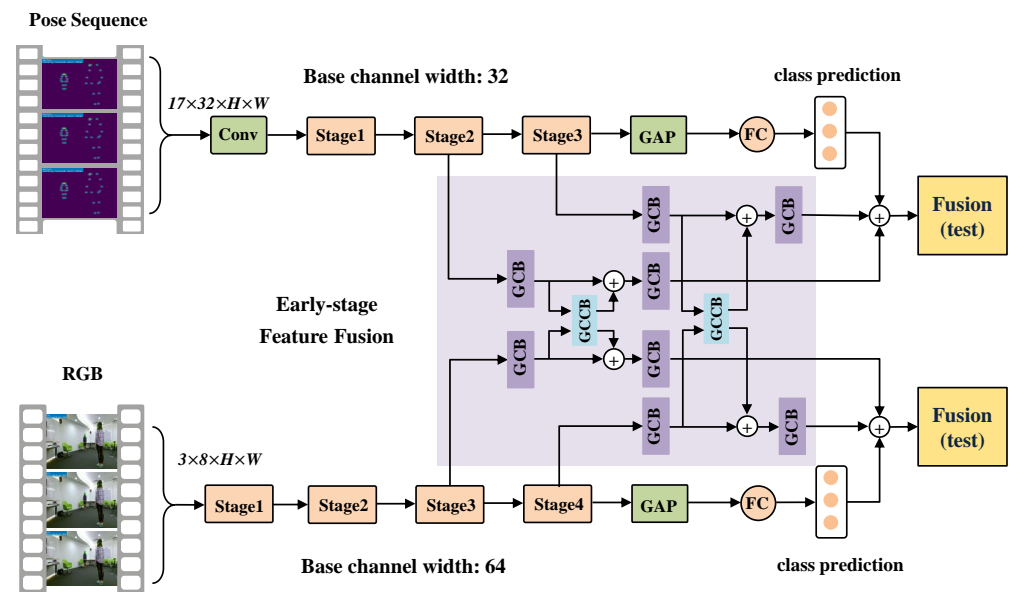 Pose Sequence
17×32×H×W
Base channel width: 32
Conv
Stage1
Stage2
Stage3
GAP
FC
class prediction
GCB
GCB
GCB
GCB
GCCB
GCCB
GCB
GCB
GCB
GCB
+
+
+
+
+
+
Fusion
(test)
Early-stage
Feature Fusion
RGB
3×8×H×W
Stage1
Stage2
Stage3
Stage4
GAP
FC
class prediction
Base channel width: 64
Fusion
(test)